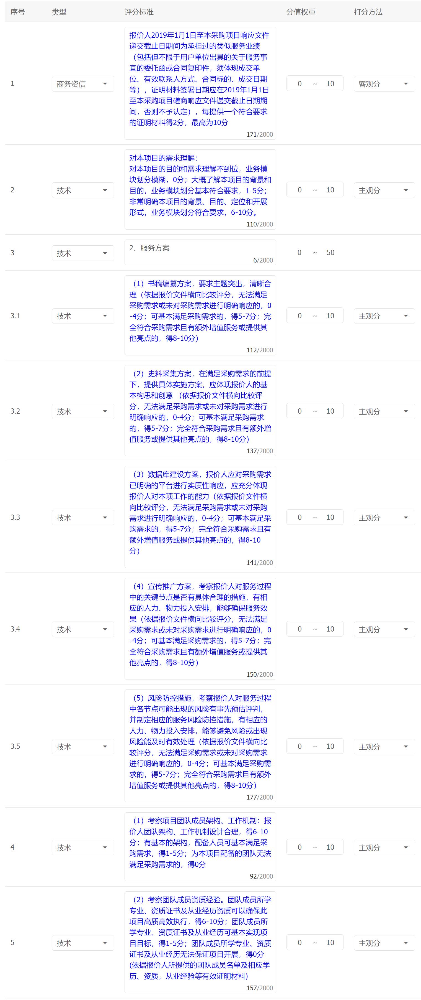 序号 类型 评分标准 分值权重 打分方法
报价人2019年1月1日至本采购项目响应文件
递交截止日期间为承担过的类似服务业绩
（包括但不限于用户单位出具的关于服务事
宜的委托函或合同复印件，须体现成交单
位、有效联系人方式、合同标的、成交日期
等），证明材料签署日期应在2019年1月1日
至本采购项目磋商响应文件递交截止日期期
间，否则不予认定），每提供一个符合要求
的证明材料得2分，最高为10分
171/2000
1 商务资信 0 ~ 10 客观分
对本项目的需求理解：
对本项目的目的和需求理解不到位，业务模
块划分模糊，0分；大概了解本项目的背景和
目的，业务模块划分基本符合要求，1-5分；
非常明确本项目的背景、目的、定位和开展
形式，业务模块划分符合要求，6-10分。
110/2000
2 技术 0 ~ 10 主观分
2、服务方案
6/2000
3 技术 0 ~ 50
（1）书稿编纂方案，要求主题突出，清晰合
理（依据报价文件横向比较评分，无法满足
采购需求或未对采购需求进行明确响应的，0
-4分；可基本满足采购需求的，得5-7分；完
全符合采购需求且有额外增值服务或提供其
他亮点的，得8-10分）
112/2000
3.1 技术 0 ~ 10 主观分
（2）史料采集方案，在满足采购需求的前提
下，提供具体实施方案，应体现报价人的基
本构思和创意 （依据报价文件横向比较评
分，无法满足采购需求或未对采购需求进行
明确响应的，0-4分；可基本满足采购需求
的，得5-7分；完全符合采购需求且有额外增
值服务或提供其他亮点的，得8-10分）
137/2000
3.2 技术 0 ~ 10 主观分
（3）数据库建设方案，报价人应对采购需求
已明确的平台进行实质性响应，应充分体现
报价人对本项工作的能力（依据报价文件横
向比较评分，无法满足采购需求或未对采购
需求进行明确响应的，0-4分；可基本满足采
购需求的，得5-7分；完全符合采购需求且有
额外增值服务或提供其他亮点的，得8-10
分）
141/2000
3.3 技术 0 ~ 10 主观分
（4）宣传推广方案，考察报价人对服务过程
中的关键节点是否有具体合理的措施，有相
应的人力、物力投入安排，能够确保服务效
果（依据报价文件横向比较评分，无法满足
采购需求或未对采购需求进行明确响应的，0
-4分；可基本满足采购需求的，得5-7分；完
全符合采购需求且有额外增值服务或提供其
他亮点的，得8-10分）
150/2000
3.4 技术 0 ~ 10 主观分
（5）风险防控措施，考察报价人对服务过程
中各节点可能出现的风险有事先预估评判，
并制定相应的服务风险防控措施，有相应的
人力、物力投入安排，能够避免风险或出现
风险能及时有效处理（依据报价文件横向比
较评分，无法满足采购需求或未对采购需求
进行明确响应的，0-4分；可基本满足采购需
求的，得5-7分；完全符合采购需求且有额外
增值服务或提供其他亮点的，得8-10分）
177/2000
3.5 技术 0 ~ 10 主观分
（1）考察项目团队成员架构、工作机制：报
价人团队架构、工作机制设计合理，得6-10
分；有基本的架构，配备人员可基本满足采
购需求，得1-5分；为本项目配备的团队无法
满足采购需求的，得0分
92/2000
4 技术 0 ~ 10 主观分
（2）考察团队成员资质经验。团队成员所学
专业、资质证书及从业经历资质可以确保此
项目高质高效执行，得6-10分；团队成员所
学专业、资质证书及从业经历可基本实现项
目目标，得1-5分；团队成员所学专业、资质
证书及从业经历无法保证项目开展，得0分
(依据报价人所提供的团队成员名单及相应学
历、资质，从业经验等有效证明材料)
157/2000
5 技术 0 ~ 10 主观分